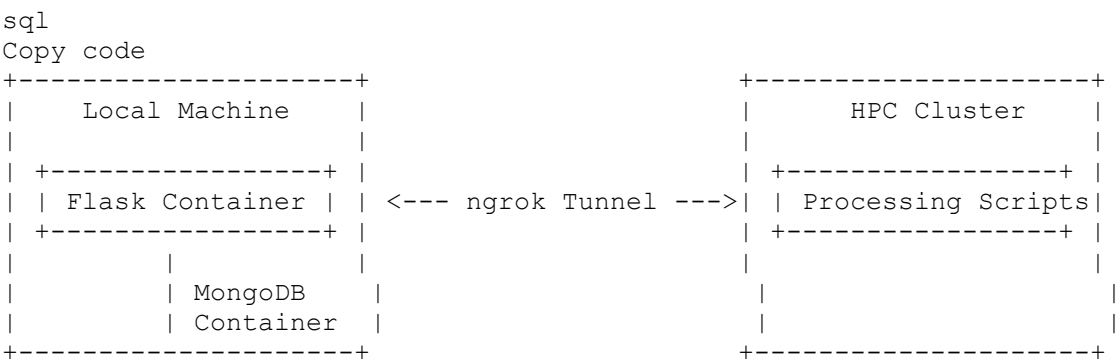 sql
Copy code
+---------------------+                       +---------------------+
|    Local Machine    |                       |      HPC Cluster    |
|                     |                       |                     |
| +-----------------+ |                       | +-----------------+ |
| | Flask Container | | <--- ngrok Tunnel --->| | Processing Scripts|
| +-----------------+ |                       | +-----------------+ |
|         |           |                       |                     |
|         | MongoDB    |                       |                     |
|         | Container  |                       |                     |
+---------------------+                       +---------------------+